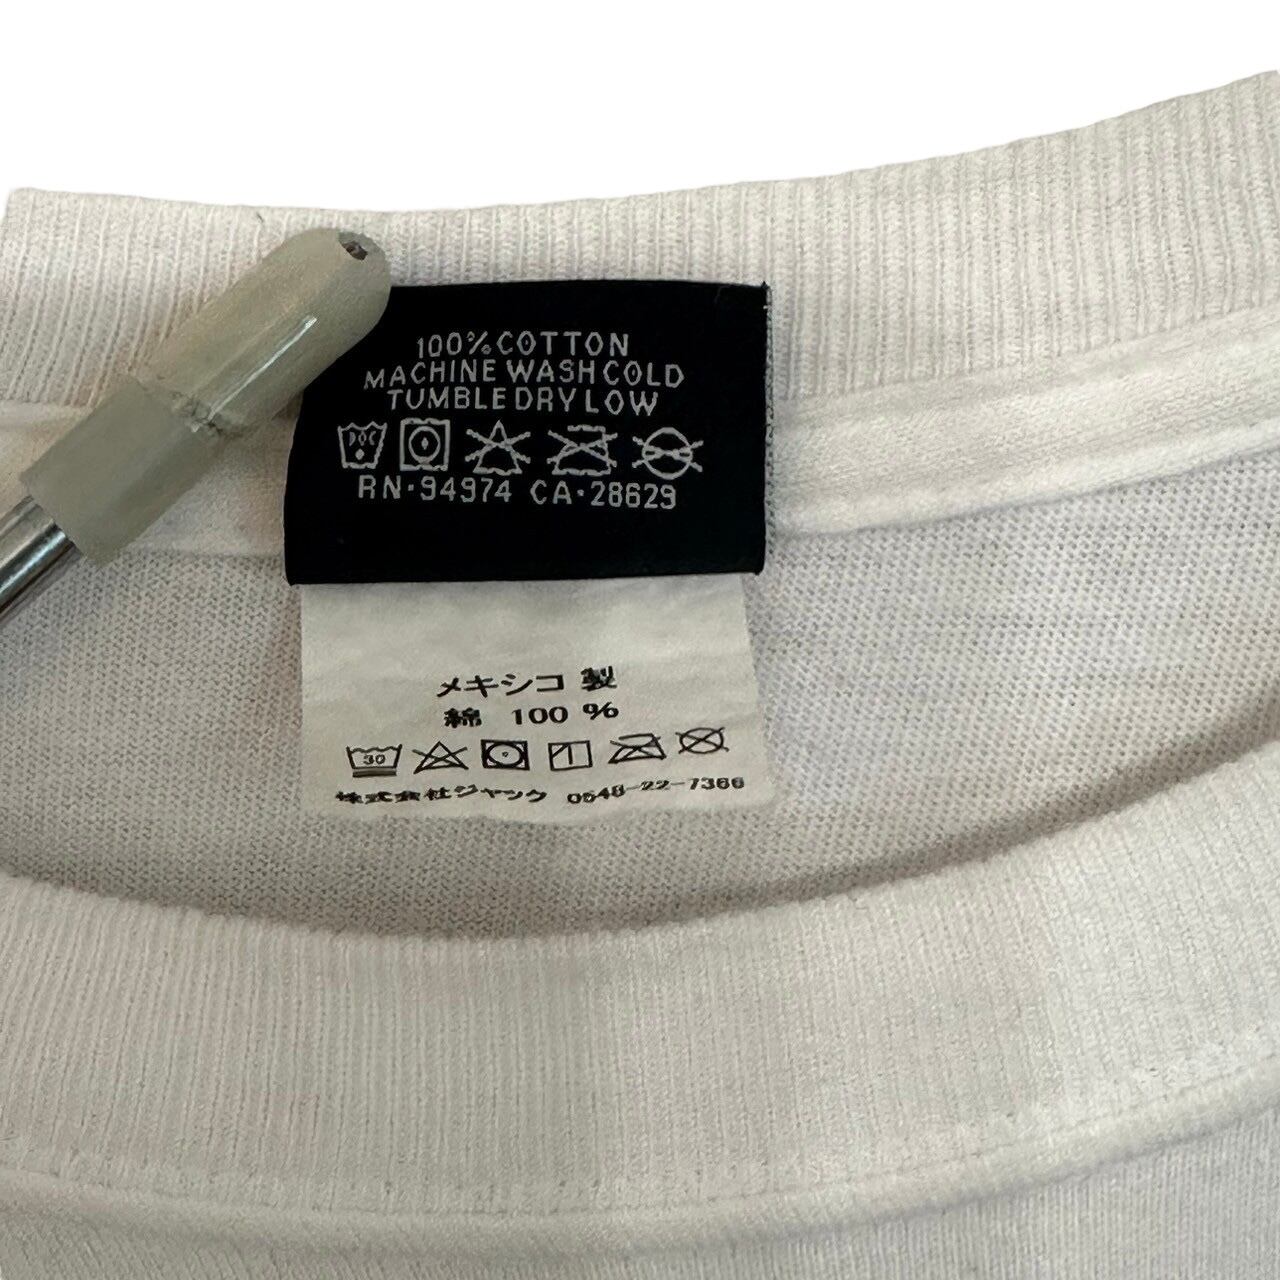 100% COTTON
MACHINE WASH COLD
TUMBLE DRY LOW
RN·94974 CA·28629
メキシコ製
綿 100%
30
株式会社ジャック 0548-22-7366